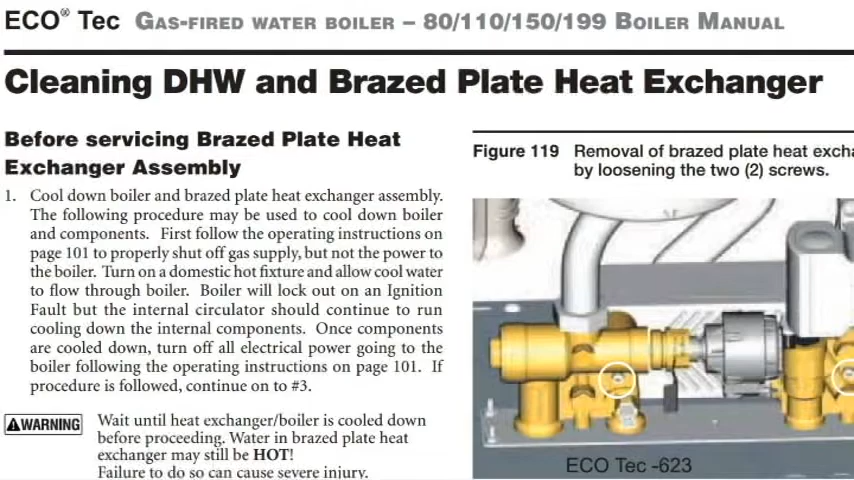 ECO® Tec GAS-FIRED WATER BOILER – 80/110/150/199 BOILER MANUAL
Cleaning DHW and Brazed Plate Heat Exchanger
Before servicing Brazed Plate Heat
Exchanger Assembly
1. Cool down boiler and brazed plate heat exchanger assembly.
The following procedure may be used to cool down boiler
and components. First follow the operating instructions on
page 101 to properly shut off gas supply, but not the power to
the boiler. Turn on a domestic hot fixture and allow cool water
to flow through boiler. Boiler will lock out on an Ignition
Fault but the internal circulator should continue to run
cooling down the internal components. Once components
are cooled down, turn off all electrical power going to the
boiler following the operating instructions on page 101. If
procedure is followed, continue on to #3.
WARNING Wait until heat exchanger/boiler is cooled down
before proceeding. Water in brazed plate heat
exchanger may still be HOT!
Failure to do so can cause severe injury.
Figure 119 Removal of brazed plate heat excha
by loosening the two (2) screws.
ECO Tec -623